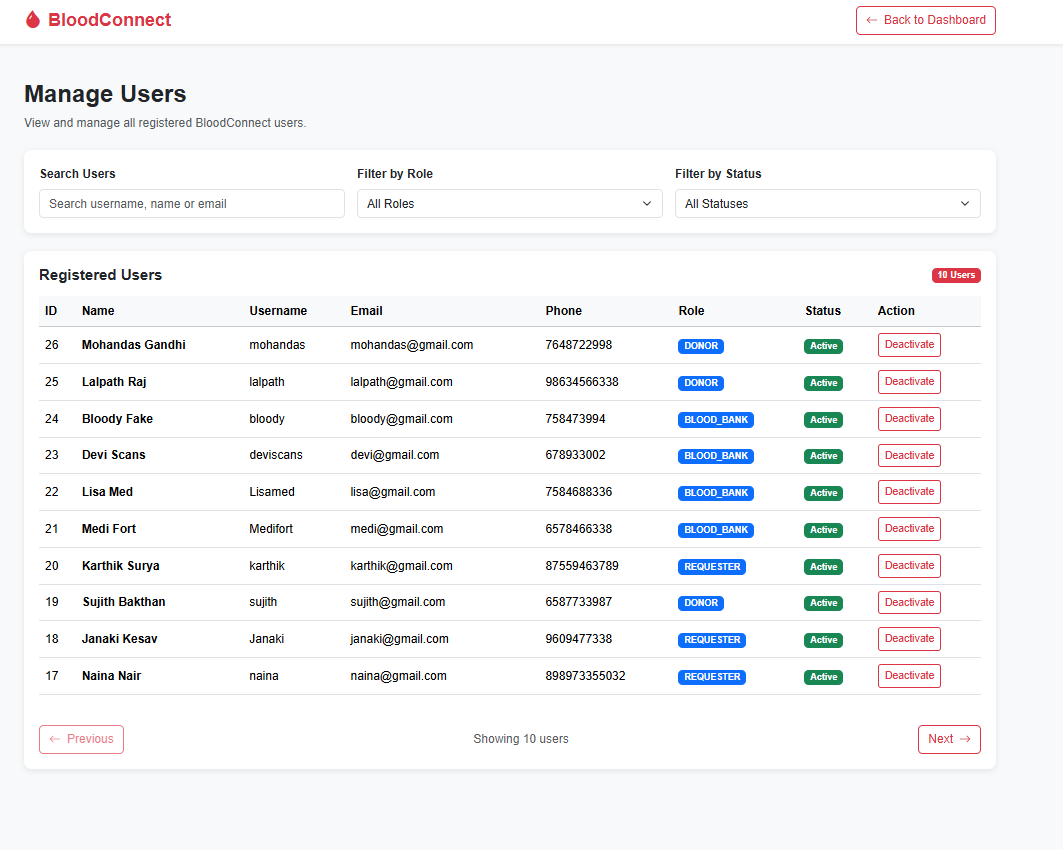 BloodConnect
← Back to Dashboard
Manage Users
View and manage all registered BloodConnect users.
Search Users Filter by Role Filter by Status
Search username, name or email All Roles All Statuses
Registered Users 10 Users
ID Name Username Email Phone Role Status Action
26 Mohandas Gandhi mohandas mohandas@gmail.com 7648722998 DONOR Active Deactivate
25 Lalpath Raj lalpath lalpath@gmail.com 98634566338 DONOR Active Deactivate
24 Bloody Fake bloody bloody@gmail.com 758473994 BLOOD_BANK Active Deactivate
23 Devi Scans deviscans devi@gmail.com 678933002 BLOOD_BANK Active Deactivate
22 Lisa Med Lisamed lisa@gmail.com 7584688336 BLOOD_BANK Active Deactivate
21 Medi Fort Medifort medi@gmail.com 6578466338 BLOOD_BANK Active Deactivate
20 Karthik Surya karthik karthik@gmail.com 87559463789 REQUESTER Active Deactivate
19 Sujith Bakthan sujith sujith@gmail.com 6587733987 DONOR Active Deactivate
18 Janaki Kesav Janaki janaki@gmail.com 9609477338 REQUESTER Active Deactivate
17 Naina Nair naina naina@gmail.com 898973355032 REQUESTER Active Deactivate
← Previous Showing 10 users Next →